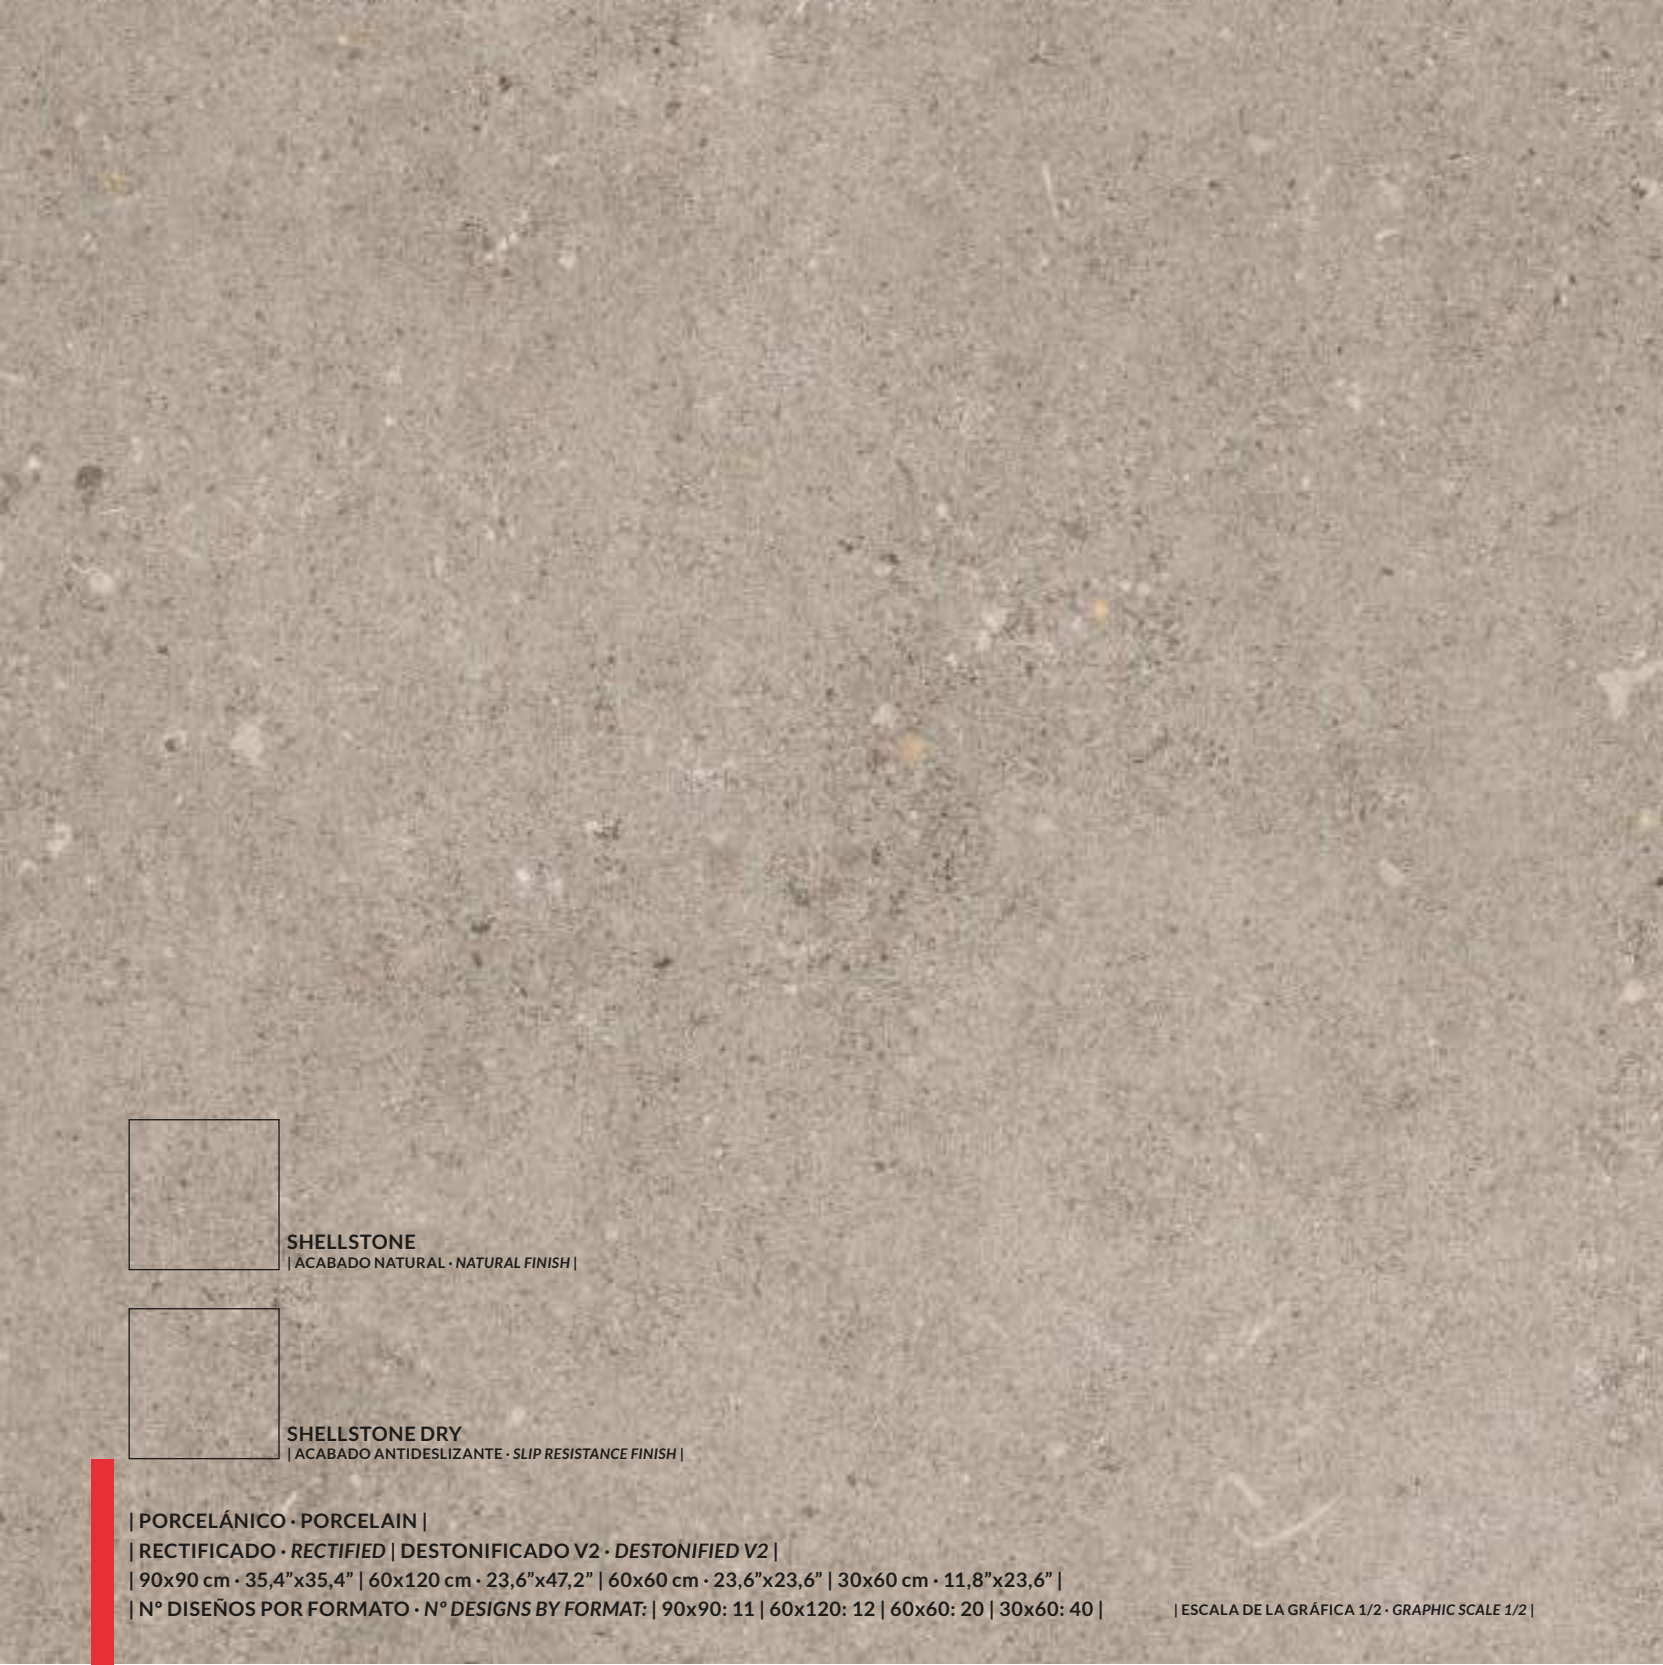 SHELLSTONE
| ACABADO NATURAL · NATURAL FINISH |
SHELLSTONE DRY
| ACABADO ANTIDESLIZANTE · SLIP RESISTANCE FINISH |
| PORCELÁNICO · PORCELAIN |
| RECTIFICADO · RECTIFIED | DESTONIFICADO V2 · DESTONIFIED V2 |
| 90x90 cm · 35,4”x35,4” | 60x120 cm · 23,6”x47,2” | 60x60 cm · 23,6”x23,6” | 30x60 cm · 11,8”x23,6” |
| Nº DISEÑOS POR FORMATO · Nº DESIGNS BY FORMAT: | 90x90: 11 | 60x120: 12 | 60x60: 20 | 30x60: 40 |
| ESCALA DE LA GRÁFICA 1/2 · GRAPHIC SCALE 1/2 |